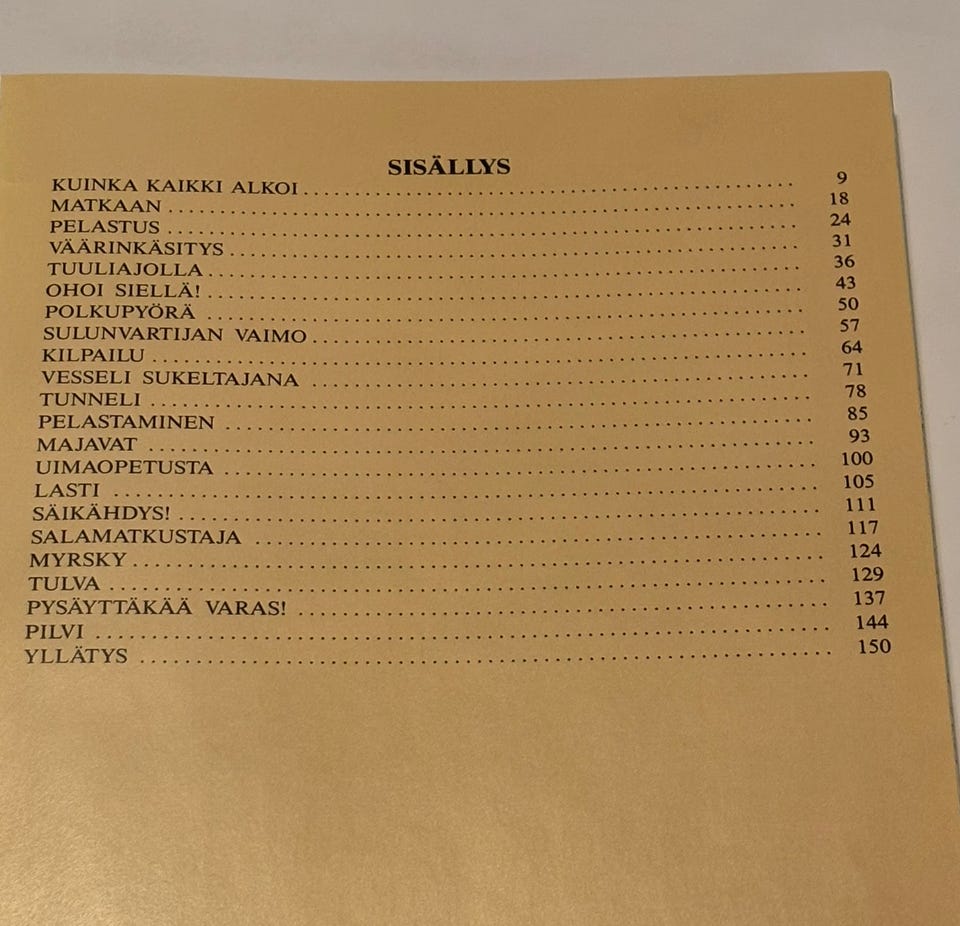 SISÄLLYS
KUINKA KAIKKI ALKOI ........ 9
MATKAAN ........ 18
PELASTUS ........ 24
VÄÄRINKÄSITYS ........ 31
TUULIAJOLLA ........ 36
OHOI SIELLÄ! ........ 43
POLKUPYÖRÄ ........ 50
SULUNVARTIJAN VAIMO ........ 57
KILPAILU ........ 64
VESSELI SUKELTAJANA ........ 71
TUNNELI ........ 78
PELASTAMINEN ........ 85
MAJAVAT ........ 93
UIMAOPETUSTA ........ 100
LASTI ........ 105
SÄIKÄHDYS! ........ 111
SALAMATKUSTAJA ........ 117
MYRSKY ........ 124
TULVA ........ 129
PYSÄYTTÄKÄÄ VARAS! ........ 137
PILVI ........ 144
YLLÄTYS ........ 150